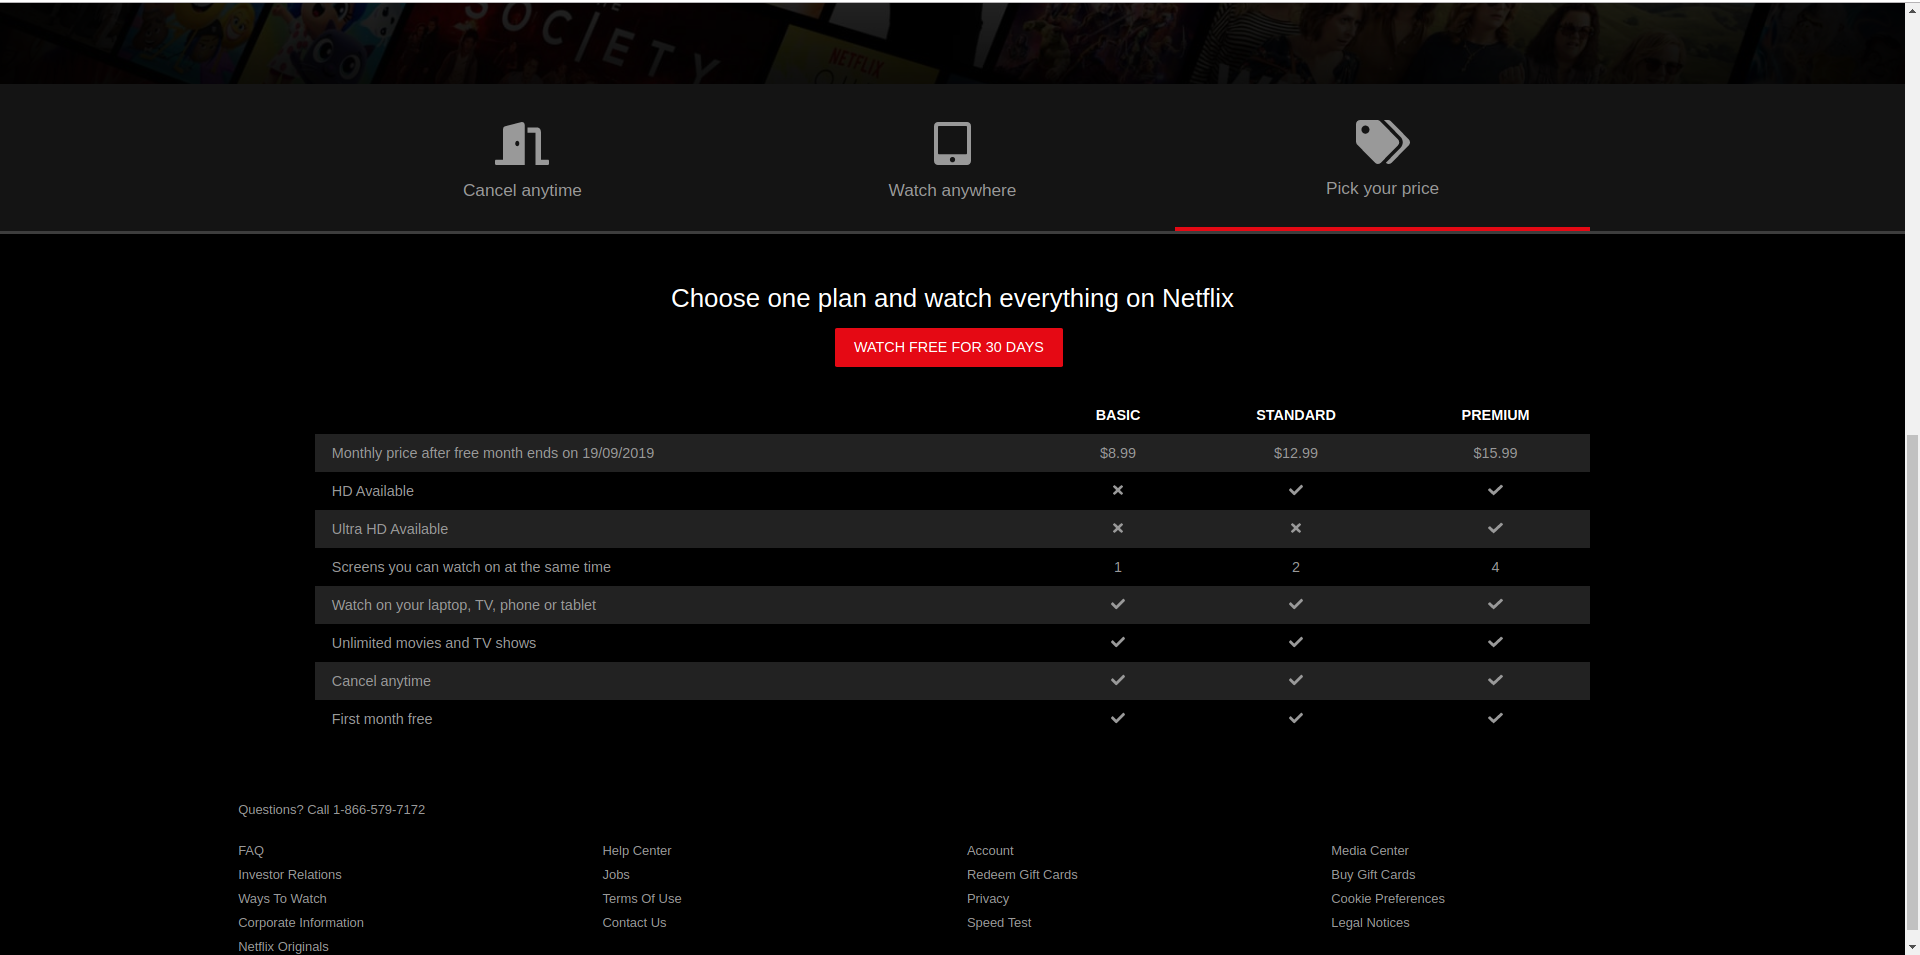 THE
SOCIETY
NETFLIX
Cancel anytime
Watch anywhere
Pick your price
Choose one plan and watch everything on Netflix
WATCH FREE FOR 30 DAYS
BASIC STANDARD PREMIUM
Monthly price after free month ends on 19/09/2019 $8.99 $12.99 $15.99
HD Available
Ultra HD Available
Screens you can watch on at the same time 1 2 4
Watch on your laptop, TV, phone or tablet
Unlimited movies and TV shows
Cancel anytime
First month free
Questions? Call 1-866-579-7172
FAQ
Investor Relations
Ways To Watch
Corporate Information
Netflix Originals
Help Center
Jobs
Terms Of Use
Contact Us
Account
Redeem Gift Cards
Privacy
Speed Test
Media Center
Buy Gift Cards
Cookie Preferences
Legal Notices